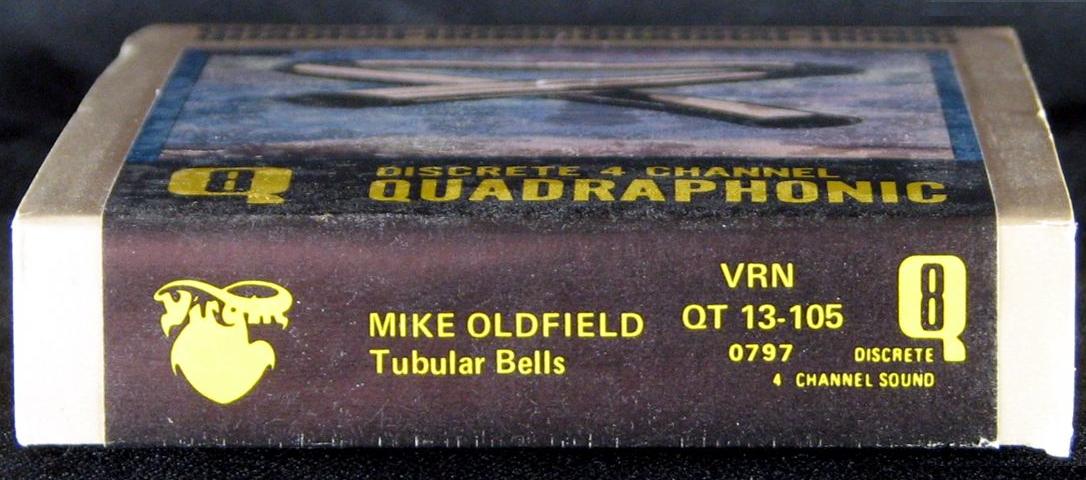 Q8
DISCRETE 4 CHANNEL
QUADRAPHONIC
Virgin
MIKE OLDFIELD
Tubular Bells
VRN
QT 13-105
0797
Q8
DISCRETE
4 CHANNEL SOUND